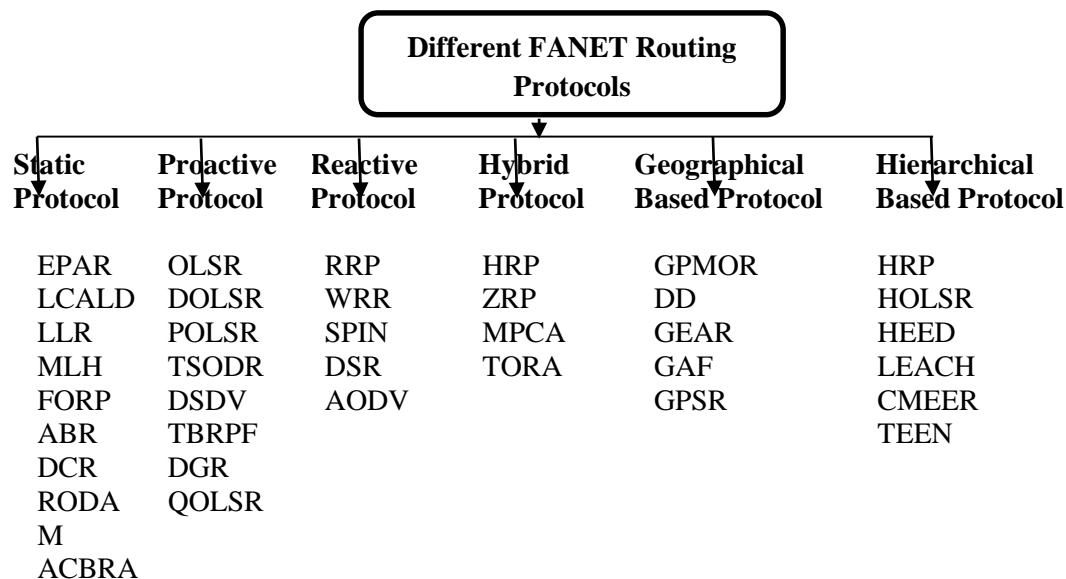 Different FANET Routing
Protocols
Static
Protocol
EPAR
LCALD
LLR
MLH
FORP
ABR
DCR
RODA
M
ACBRA
Proactive
Protocol
OLSR
DOLSR
POLSR
TSODR
DSDV
TBRPF
DGR
QOLSR
Reactive
Protocol
RRP
WRR
SPIN
DSR
AODV
Hybrid
Protocol
HRP
ZRP
MPCA
TORA
Geographical
Based Protocol
GPMOR
DD
GEAR
GAF
GPSR
Hierarchical
Based Protocol
HRP
HOLSR
HEED
LEACH
CMEER
TEEN